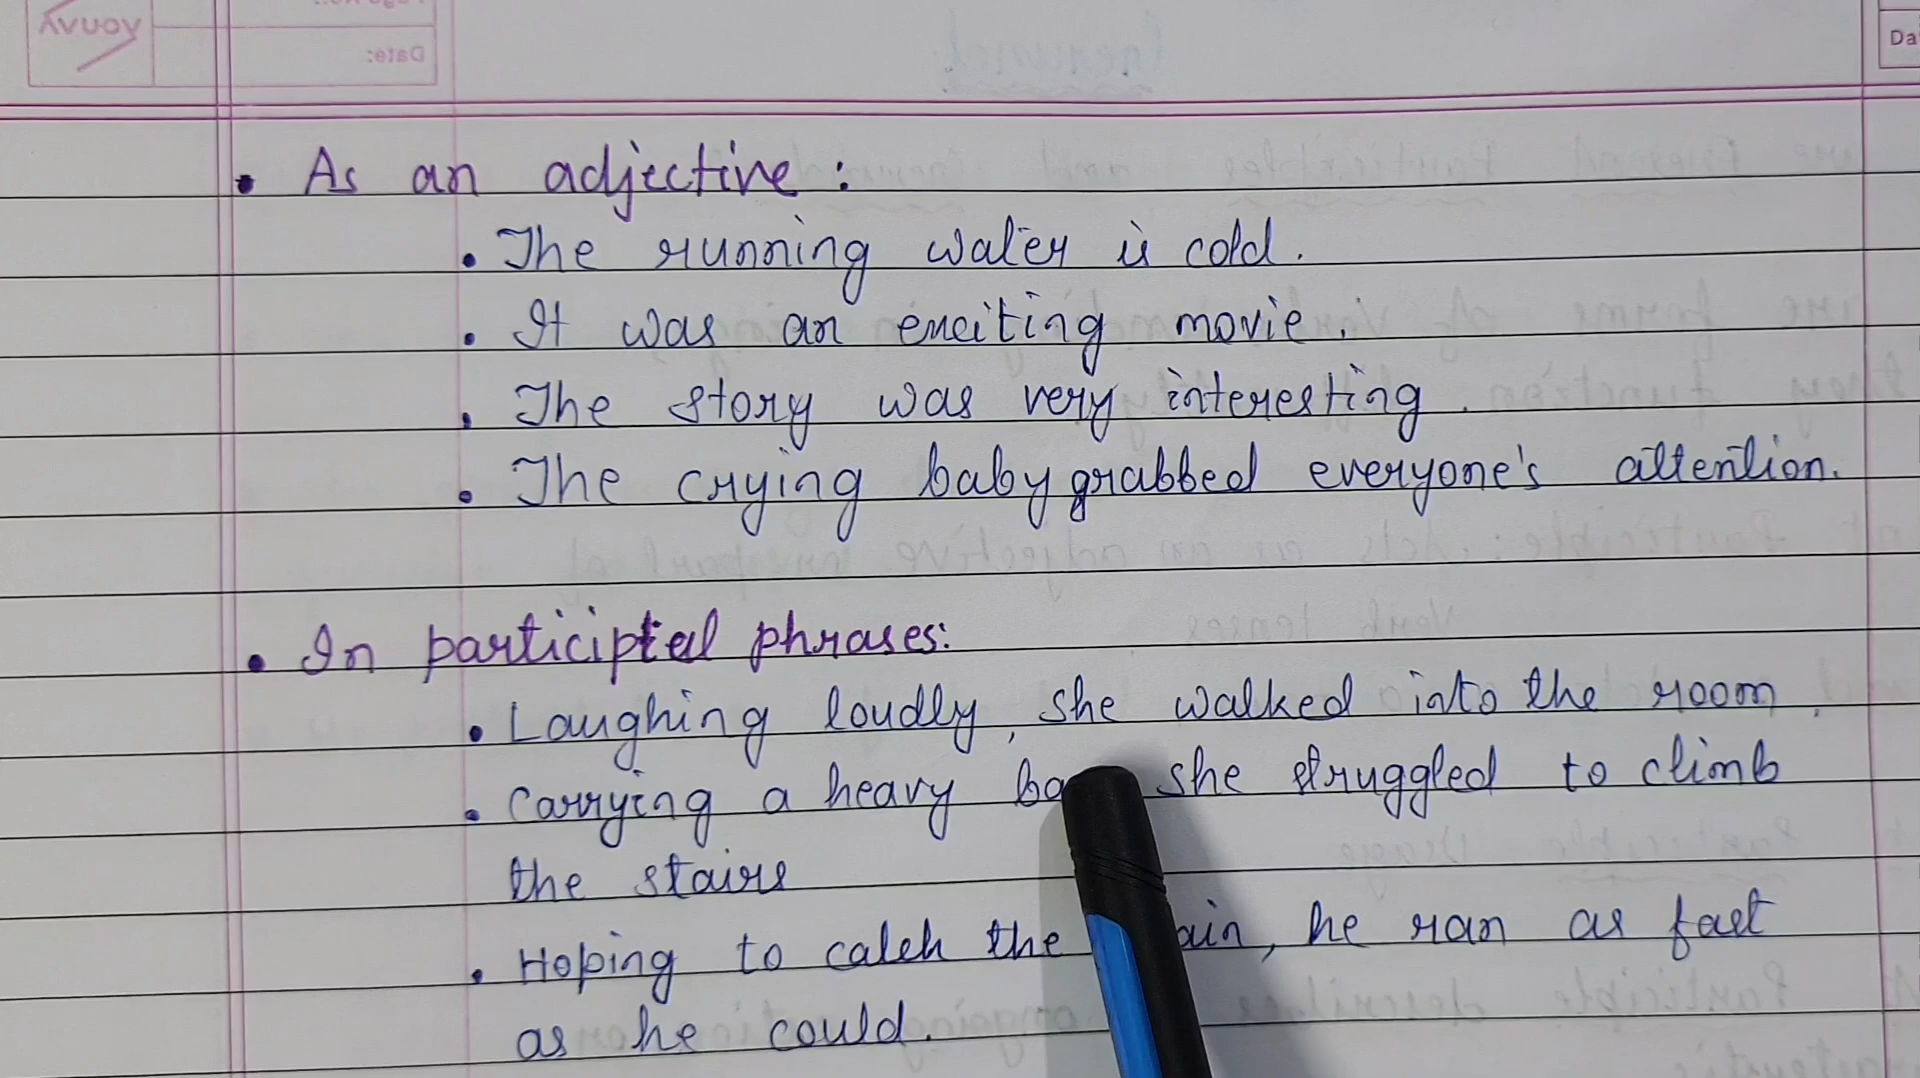 Date:
Da
• As an adjective :
• The running water is cold.
• It was an exciting movie.
• The story was very interesting.
• The crying baby grabbed everyone's attention.
• In participial phrases:
• Laughing loudly, she walked into the room.
• Carrying a heavy she struggled to climb
the stairs
• Hoping to catch the he ran as fast
as he could.